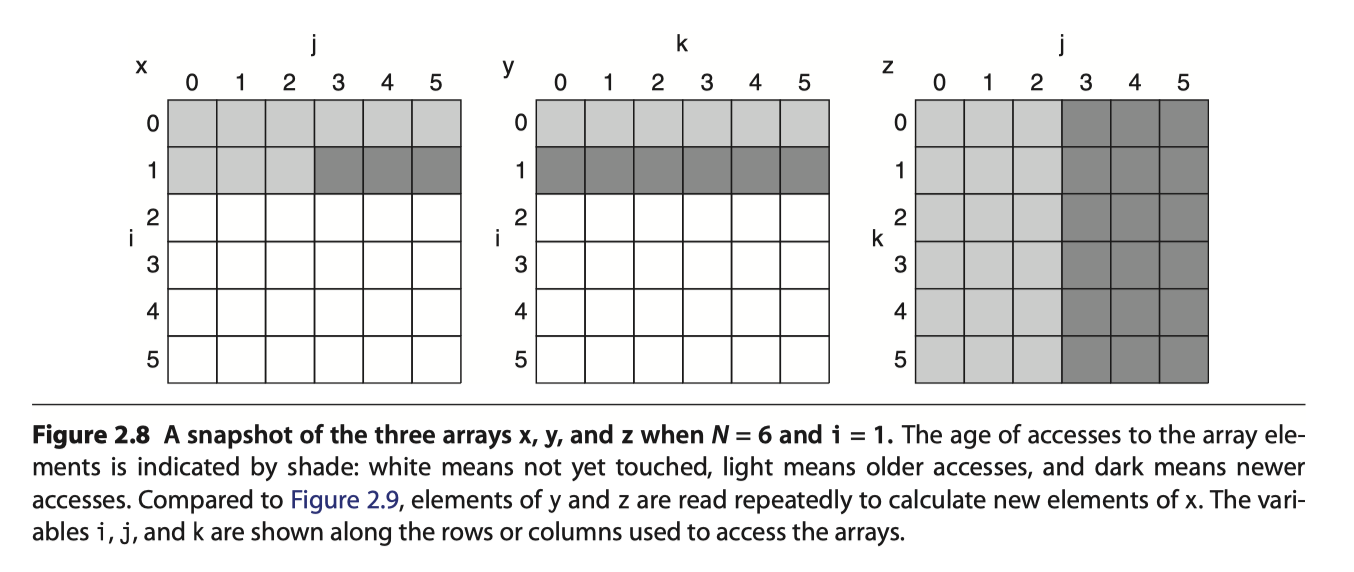 j
x 0 1 2 3 4 5
0
1
2
i
3
4
5
k
y 0 1 2 3 4 5
0
1
2
i
3
4
5
j
z 0 1 2 3 4 5
0
1
2
k
3
4
5
Figure 2.8 A snapshot of the three arrays x, y, and z when N = 6 and i = 1. The age of accesses to the array ele-
ments is indicated by shade: white means not yet touched, light means older accesses, and dark means newer
accesses. Compared to Figure 2.9, elements of y and z are read repeatedly to calculate new elements of x. The vari-
ables i, j, and k are shown along the rows or columns used to access the arrays.